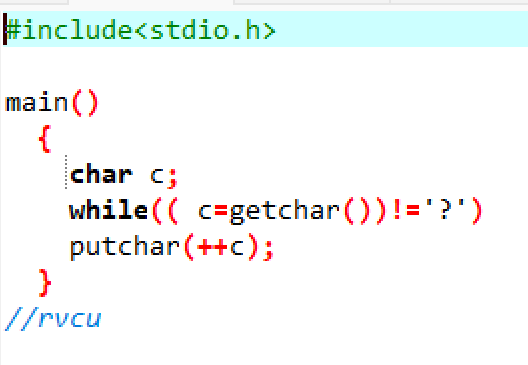 #include<stdio.h>
main()
{
char c;
while(( c=getchar())!='?')
putchar(++c);
}
//rvcu